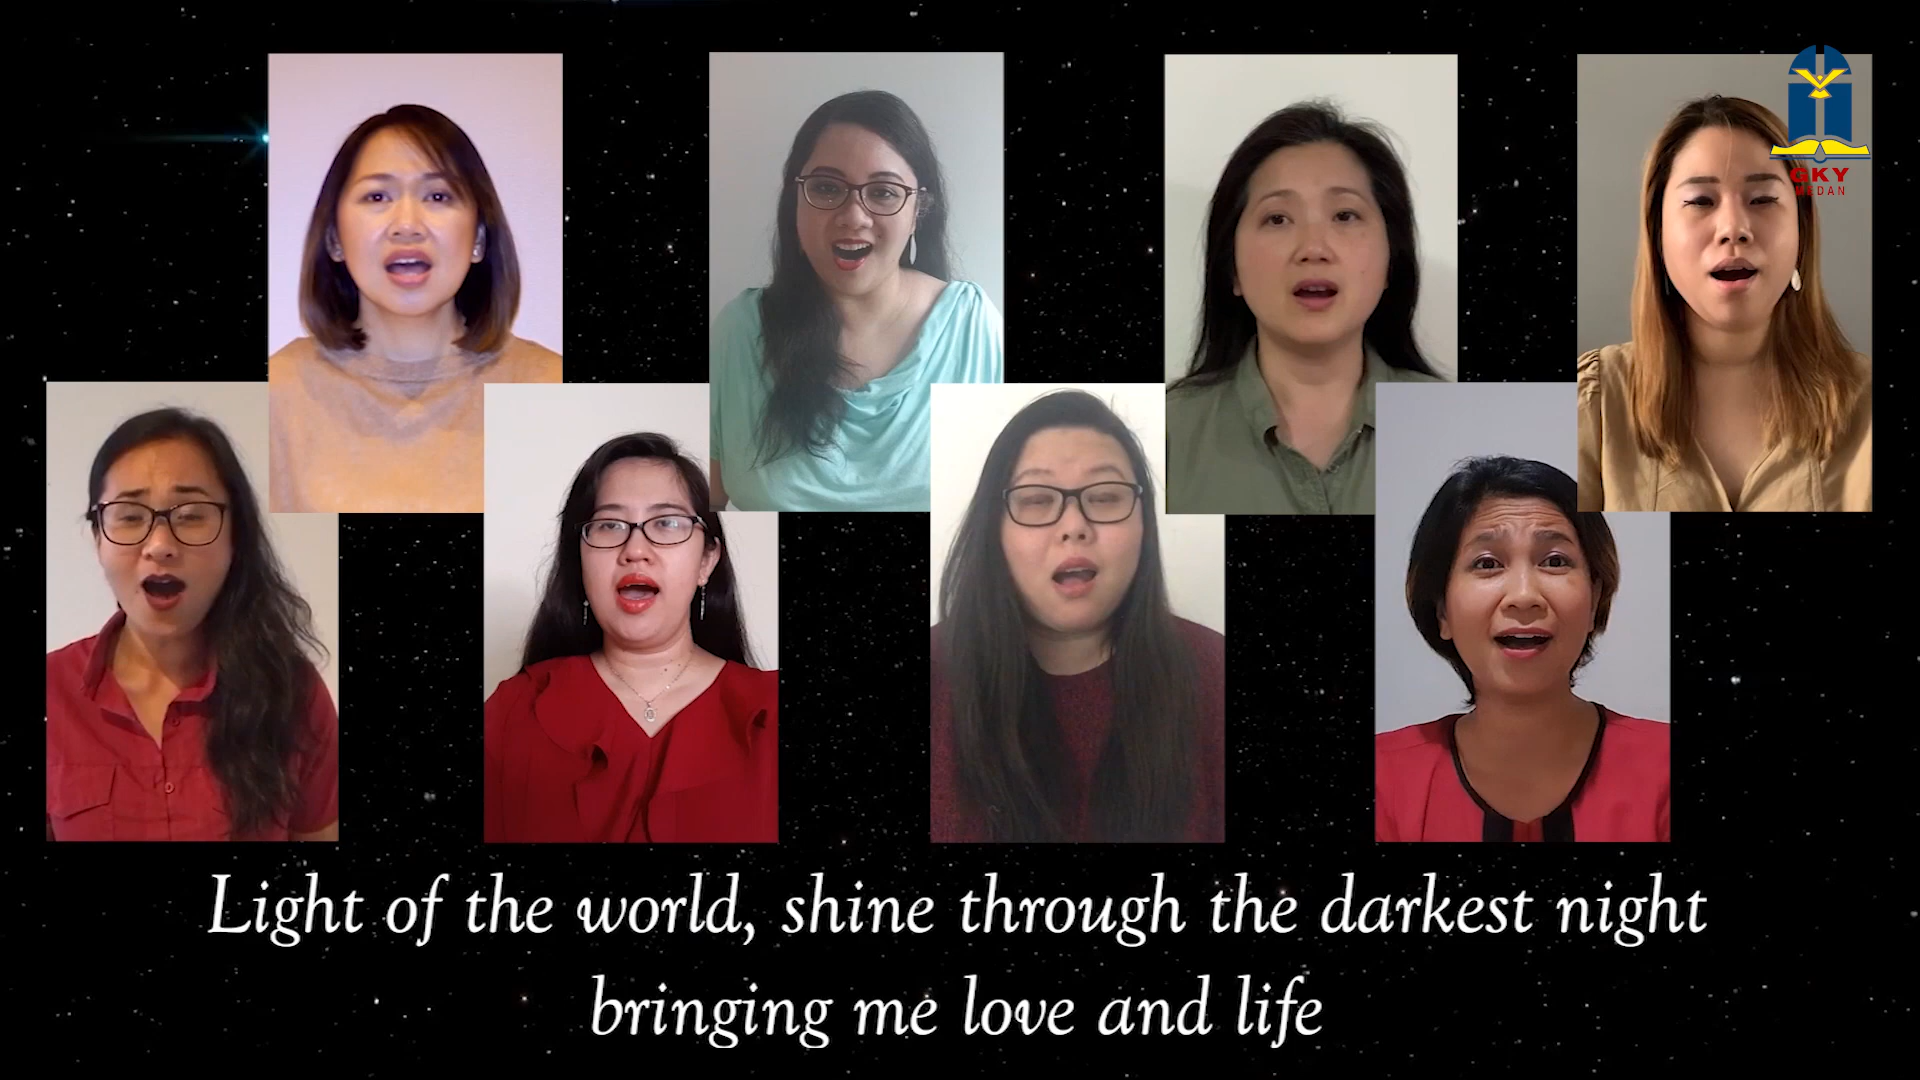 GKY
MEDAN
Light of the world, shine through the darkest night
bringing me love and life